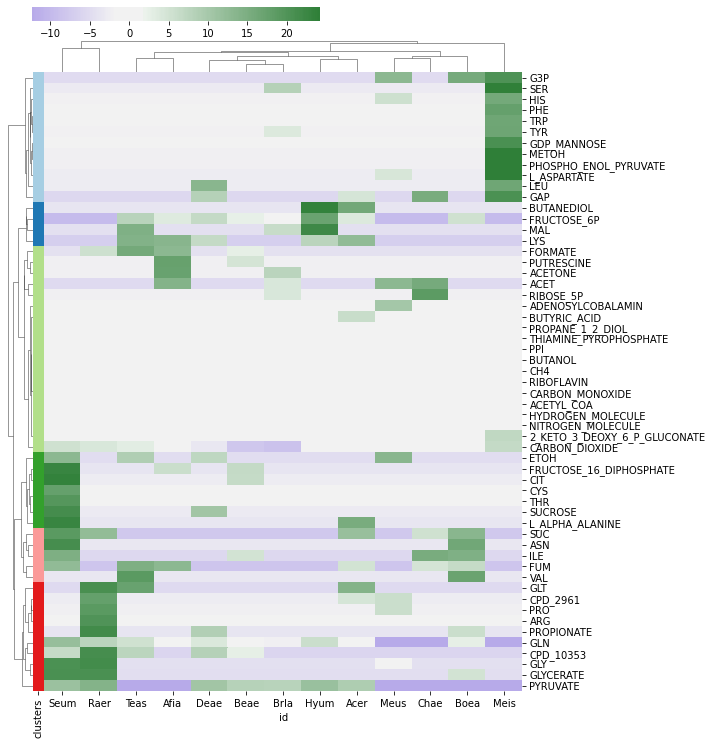 −10 −5 0 5 10 15 20
G3P
SER
HIS
PHE
TRP
TYR
GDP_MANNOSE
METOH
PHOSPHO_ENOL_PYRUVATE
L_ASPARTATE
LEU
GAP
BUTANEDIOL
FRUCTOSE_6P
MAL
LYS
FORMATE
PUTRESCINE
ACETONE
ACET
RIBOSE_5P
ADENOSYLCOBALAMIN
BUTYRIC_ACID
PROPANE_1_2_DIOL
THIAMINE_PYROPHOSPHATE
PPI
BUTANOL
CH4
RIBOFLAVIN
CARBON_MONOXIDE
ACETYL_COA
HYDROGEN_MOLECULE
NITROGEN_MOLECULE
2_KETO_3_DEOXY_6_P_GLUCONATE
CARBON_DIOXIDE
ETOH
FRUCTOSE_16_DIPHOSPHATE
CIT
CYS
THR
SUCROSE
L_ALPHA_ALANINE
SUC
ASN
ILE
FUM
VAL
GLT
CPD_2961
PRO
ARG
PROPIONATE
GLN
CPD_10353
GLY
GLYCERATE
PYRUVATE
clusters Seum Raer Teas Afia Deae Beae Brla Hyum Acer Meus Chae Boea Meis
id